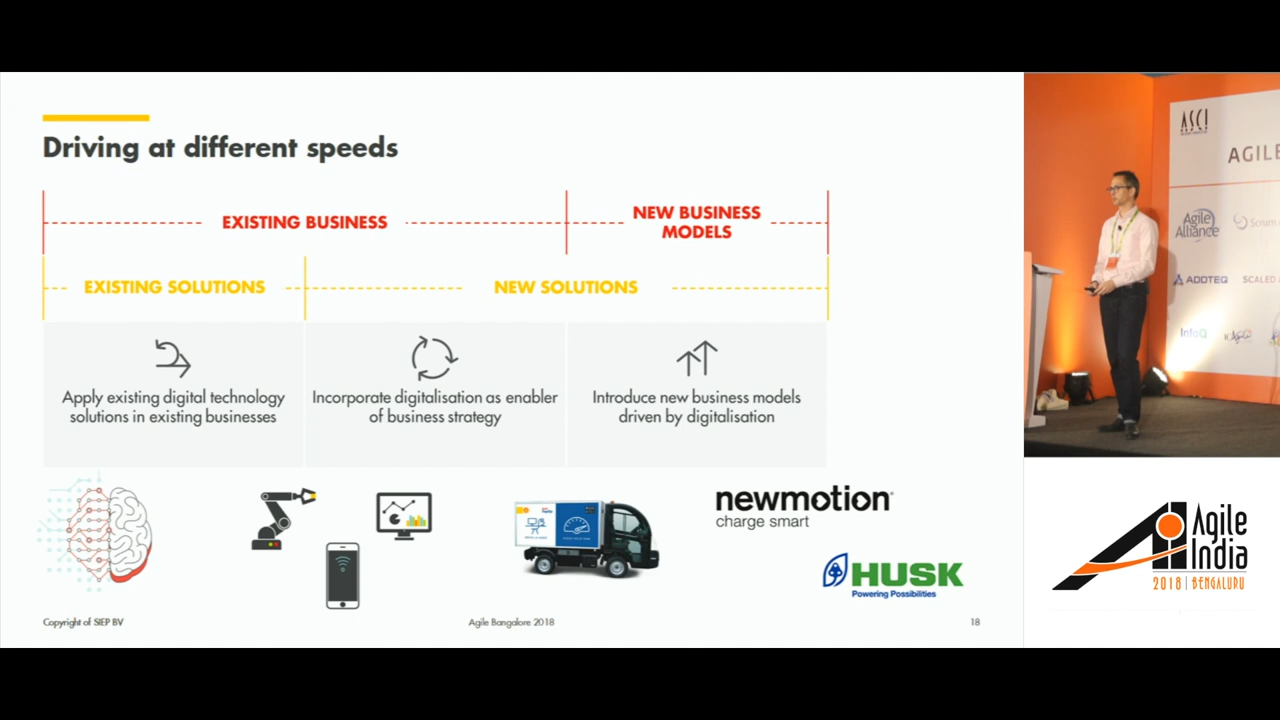 Driving at different speeds
EXISTING BUSINESS
NEW BUSINESS
MODELS
EXISTING SOLUTIONS
NEW SOLUTIONS
Apply existing digital technology
solutions in existing businesses
Incorporate digitalisation as enabler
of business strategy
Introduce new business models
driven by digitalisation
newmotion
charge smart
HUSK
Powering Possibilities
Copyright of SIEP BV
Agile Bangalore 2018
18
ASCI
AGILE
Agile
Alliance
Scrum
ADDTEQ
SCALED
InfoQ
Agile
India
2018 | BENGALURU